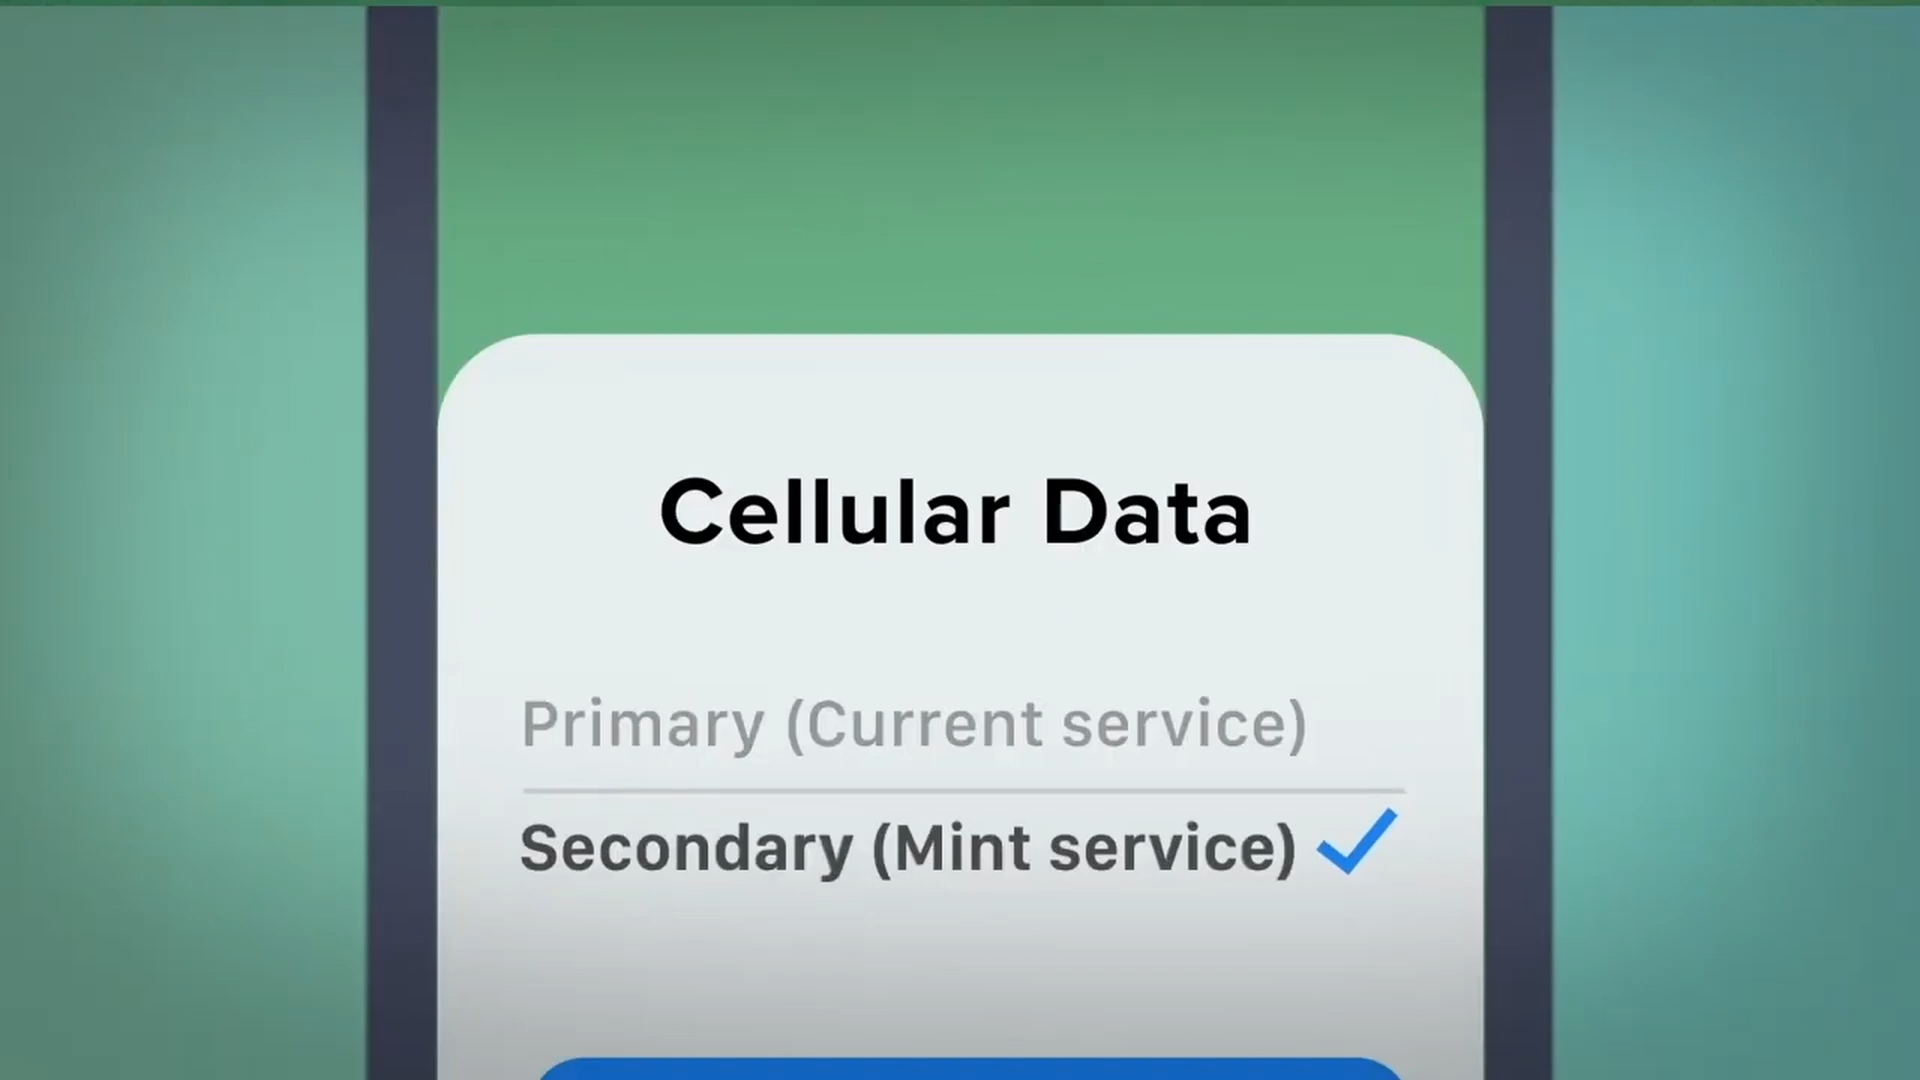 Cellular Data
Primary (Current service)
Secondary (Mint service)